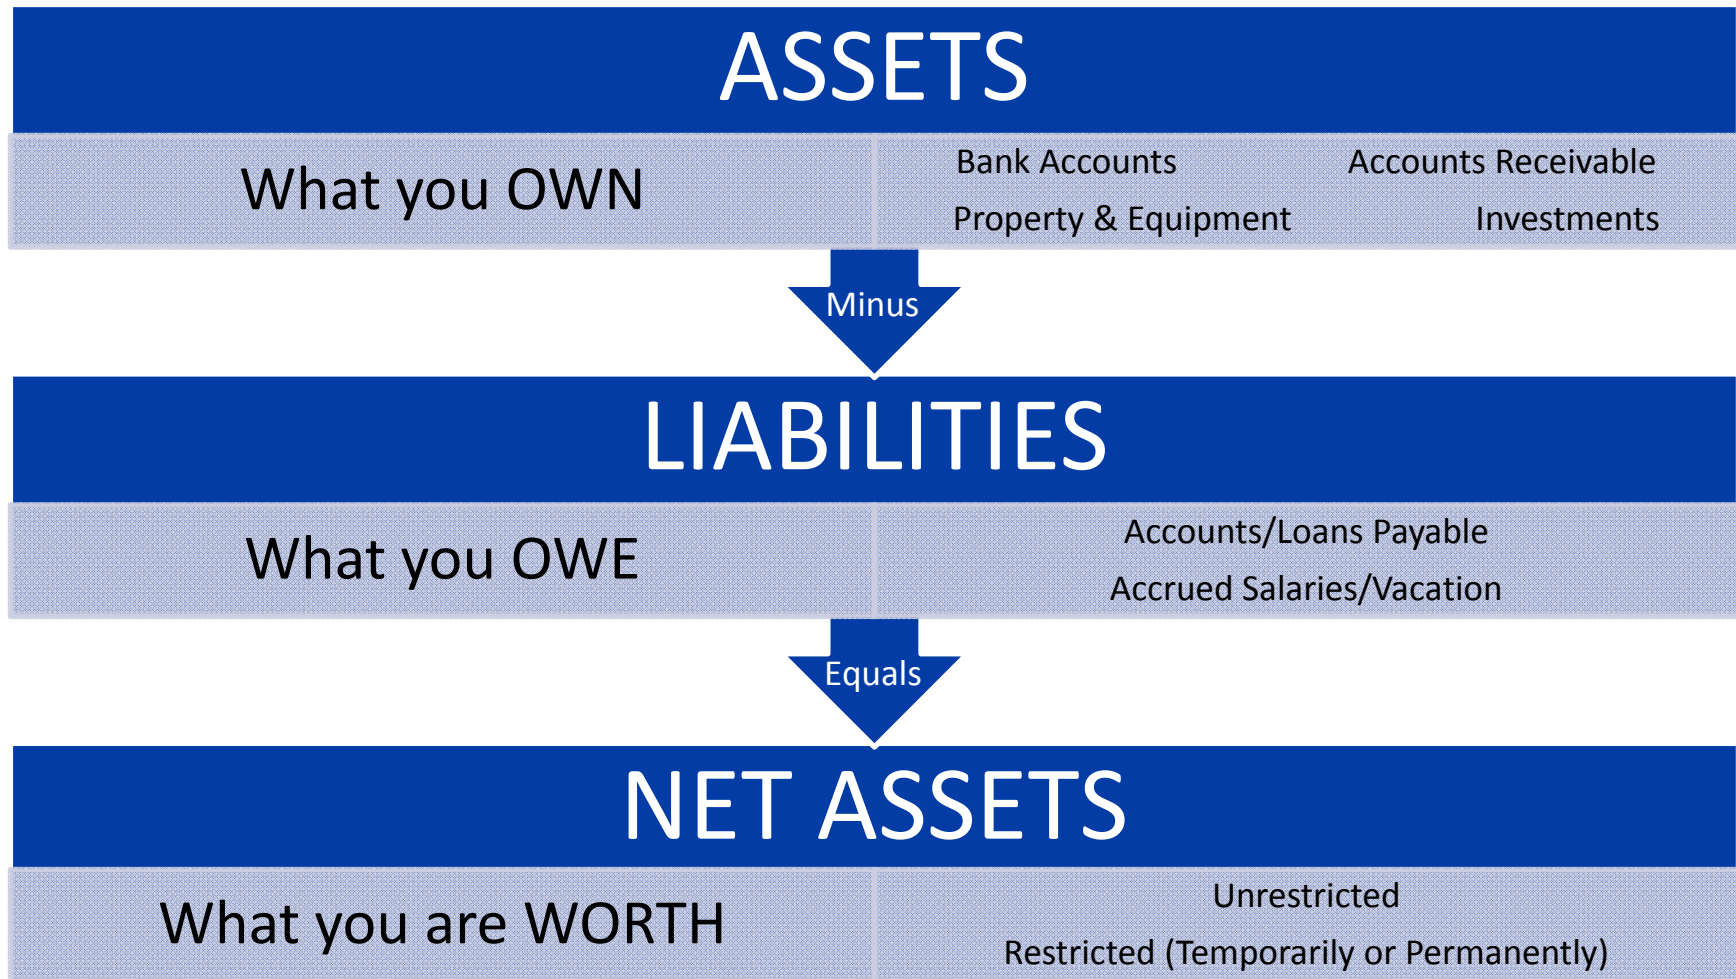 ASSETS
What you OWN
Bank Accounts Accounts Receivable
Property & Equipment Investments
Minus
LIABILITIES
What you OWE
Accounts/Loans Payable
Accrued Salaries/Vacation
Equals
NET ASSETS
What you are WORTH
Unrestricted
Restricted (Temporarily or Permanently)